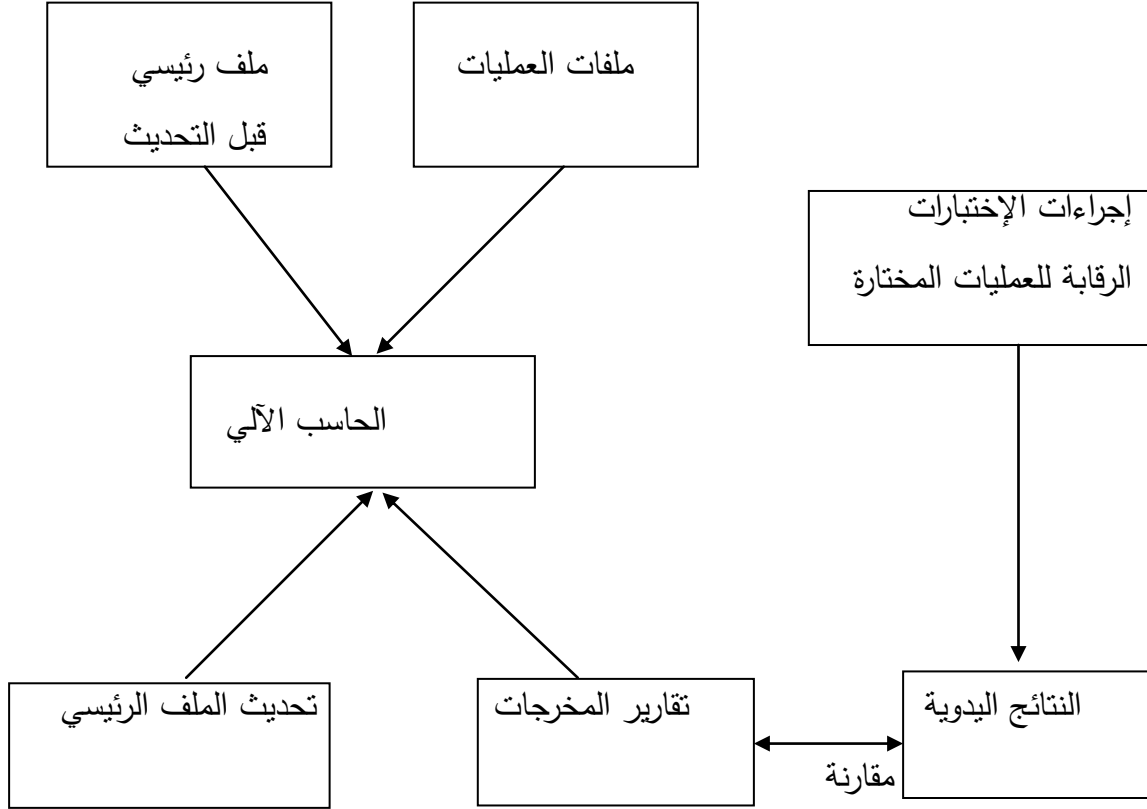 ملف رئيسي
قبل التحديث
ملفات العمليات
إجراءات الإختبارات
الرقابة للعمليات المختارة
الحاسب الآلي
تحديث الملف الرئيسي
تقارير المخرجات
النتائج اليدوية
مقارنة